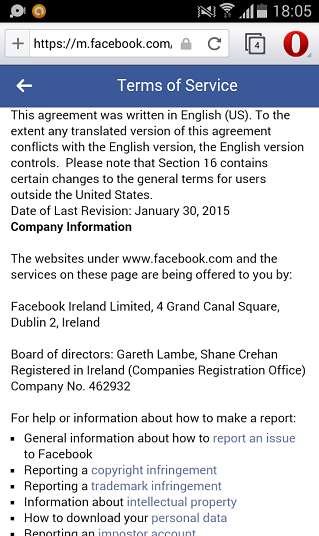 18:05
https://m.facebook.com/
4
Terms of Service
This agreement was written in English (US). To the
extent any translated version of this agreement
conflicts with the English version, the English version
controls.  Please note that Section 16 contains
certain changes to the general terms for users
outside the United States.
Date of Last Revision: January 30, 2015
Company Information
The websites under www.facebook.com and the
services on these page are being offered to you by:
Facebook Ireland Limited, 4 Grand Canal Square,
Dublin 2, Ireland
Board of directors: Gareth Lambe, Shane Crehan
Registered in Ireland (Companies Registration Office)
Company No. 462932
For help or information about how to make a report:
▪ General information about how to report an issue
to Facebook
▪ Reporting a copyright infringement
▪ Reporting a trademark infringement
▪ Information about intellectual property
▪ How to download your personal data
▪ Reporting an impostor account